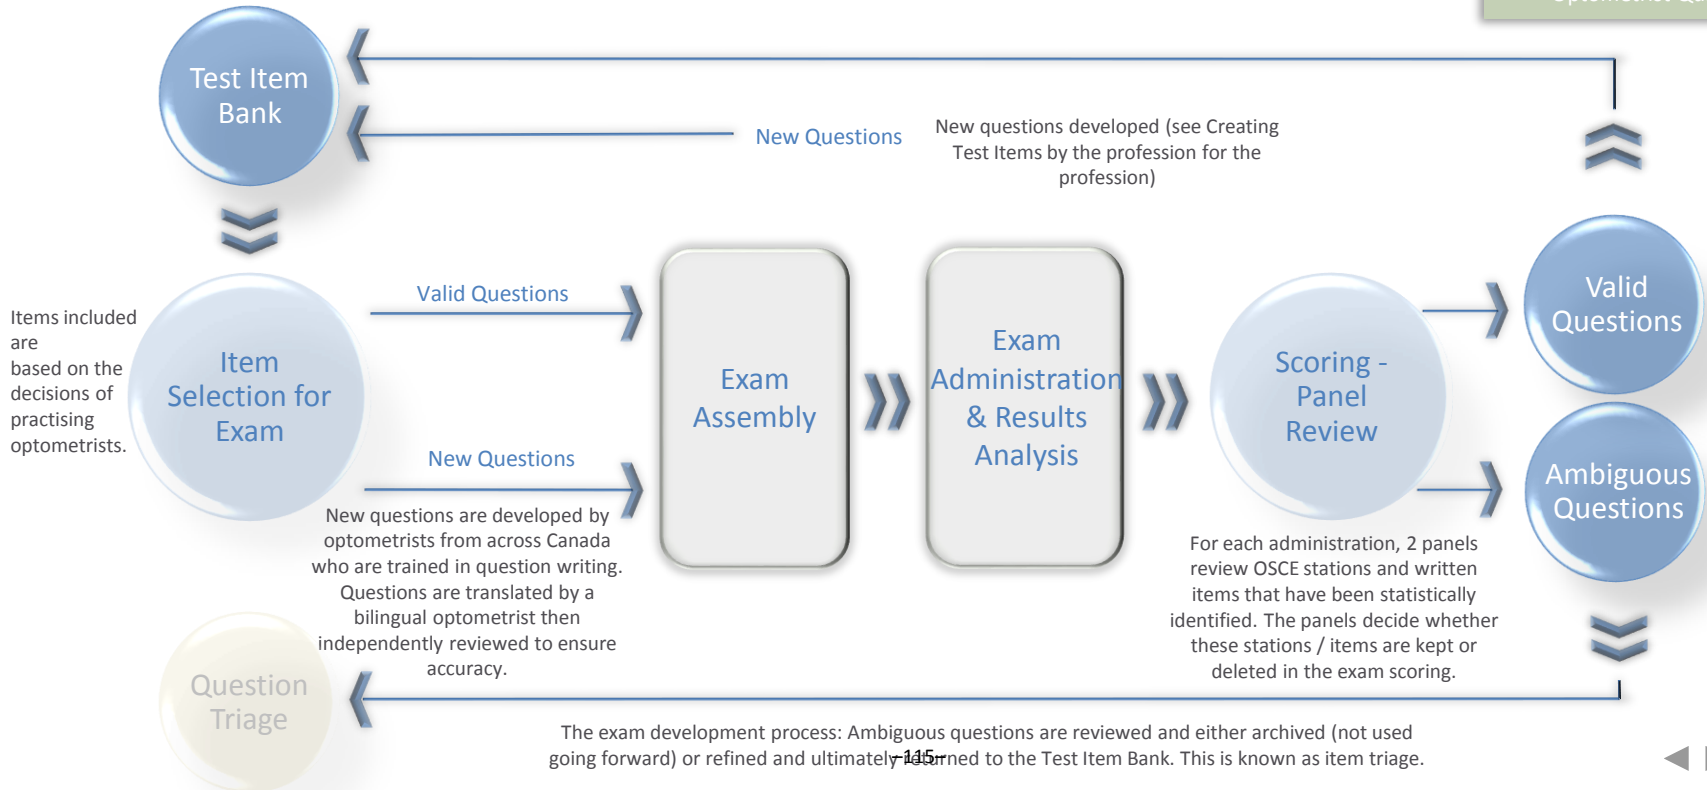 Test Item
Bank
New Questions
New questions developed (see Creating
Test Items by the profession for the
profession)
Items included
are
based on the
decisions of
practising
optometrists.
Item
Selection for
Exam
Valid Questions
New Questions
New questions are developed by
optometrists from across Canada
who are trained in question writing.
Questions are translated by a
bilingual optometrist then
independently reviewed to ensure
accuracy.
Exam
Assembly
Exam
Administration
& Results
Analysis
Scoring -
Panel
Review
For each administration, 2 panels
review OSCE stations and written
items that have been statistically
identified. The panels decide whether
these stations / items are kept or
deleted in the exam scoring.
Valid
Questions
Ambiguous
Questions
Question
Triage
The exam development process: Ambiguous questions are reviewed and either archived (not used
going forward) or refined and ultimately returned to the Test Item Bank. This is known as item triage.
–115–